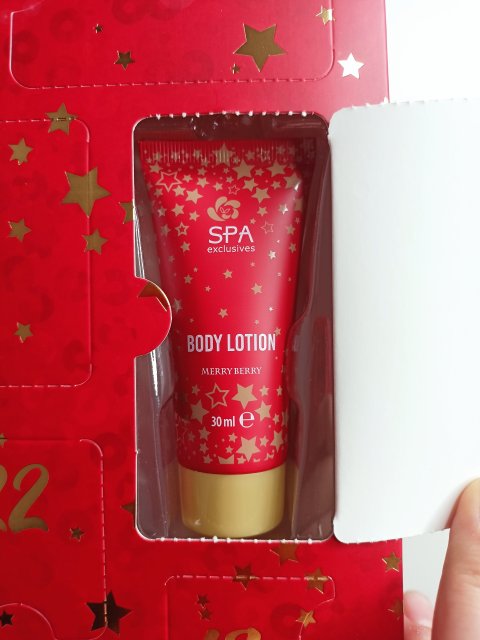 SPA
exclusives
BODY LOTION
MERRY BERRY
30 ml ℮
22